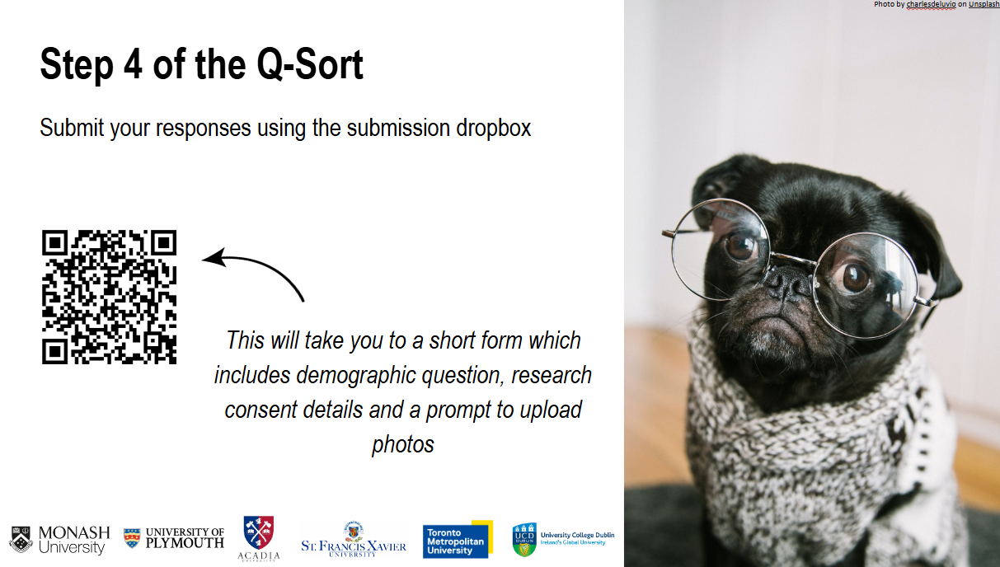 Photo by charlesdeluvio on Unsplash
Step 4 of the Q-Sort
Submit your responses using the submission dropbox
This will take you to a short form which
includes demographic question, research
consent details and a prompt to upload
photos
MONASH
University
UNIVERSITY OF
PLYMOUTH
ACADIA
UNIVERSITY
ST. FRANCIS XAVIER
UNIVERSITY
Toronto
Metropolitan
University
UCD
DUBLIN
University College Dublin
Ireland's Global University